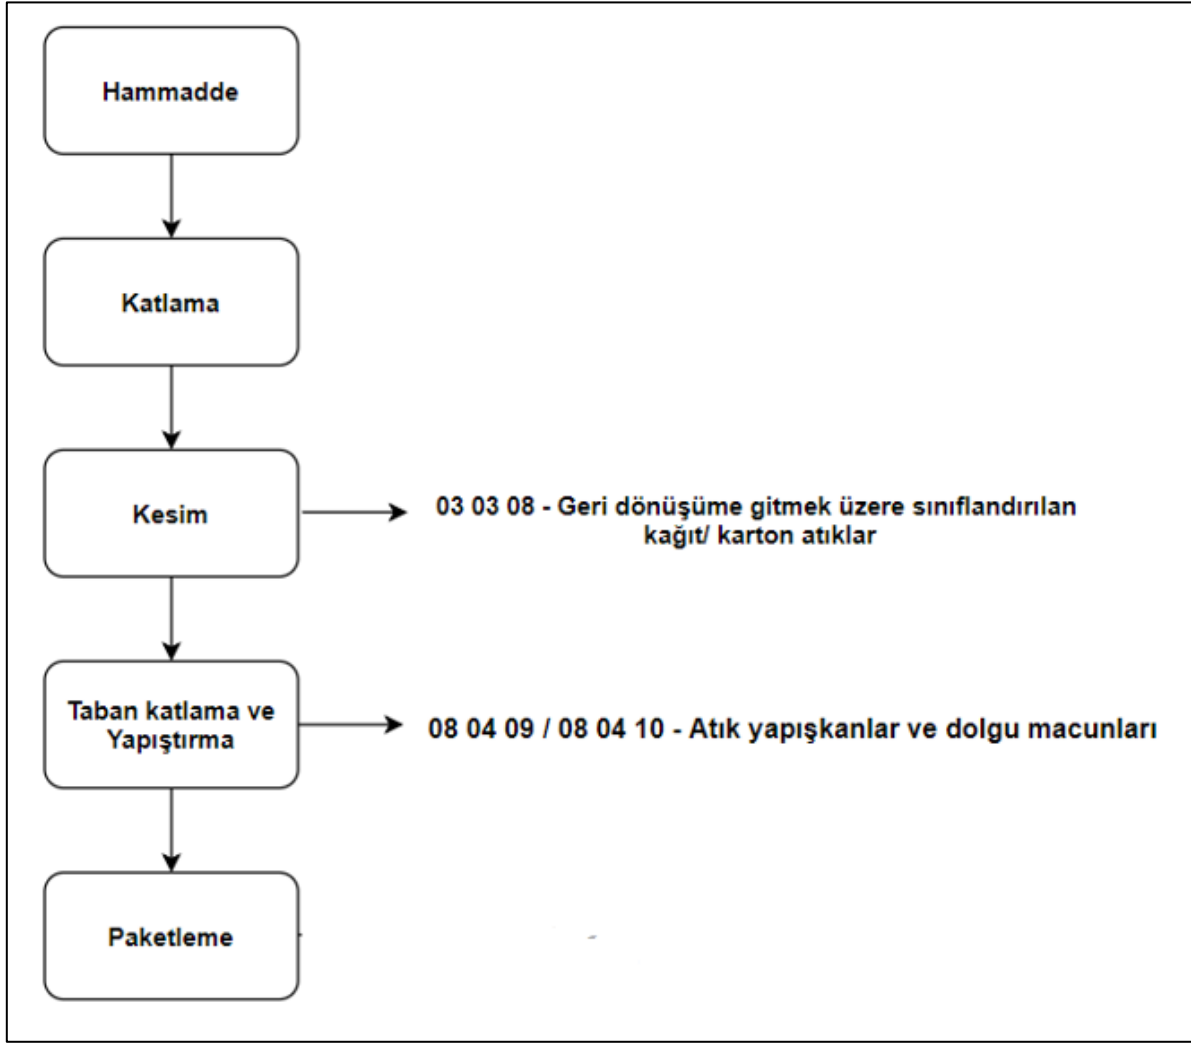 Hammadde
Katlama
Kesim
03 03 08 - Geri dönüşüme gitmek üzere sınıflandırılan
kağıt/ karton atıklar
Taban katlama ve
Yapıştırma
08 04 09 / 08 04 10 - Atık yapışkanlar ve dolgu macunları
Paketleme